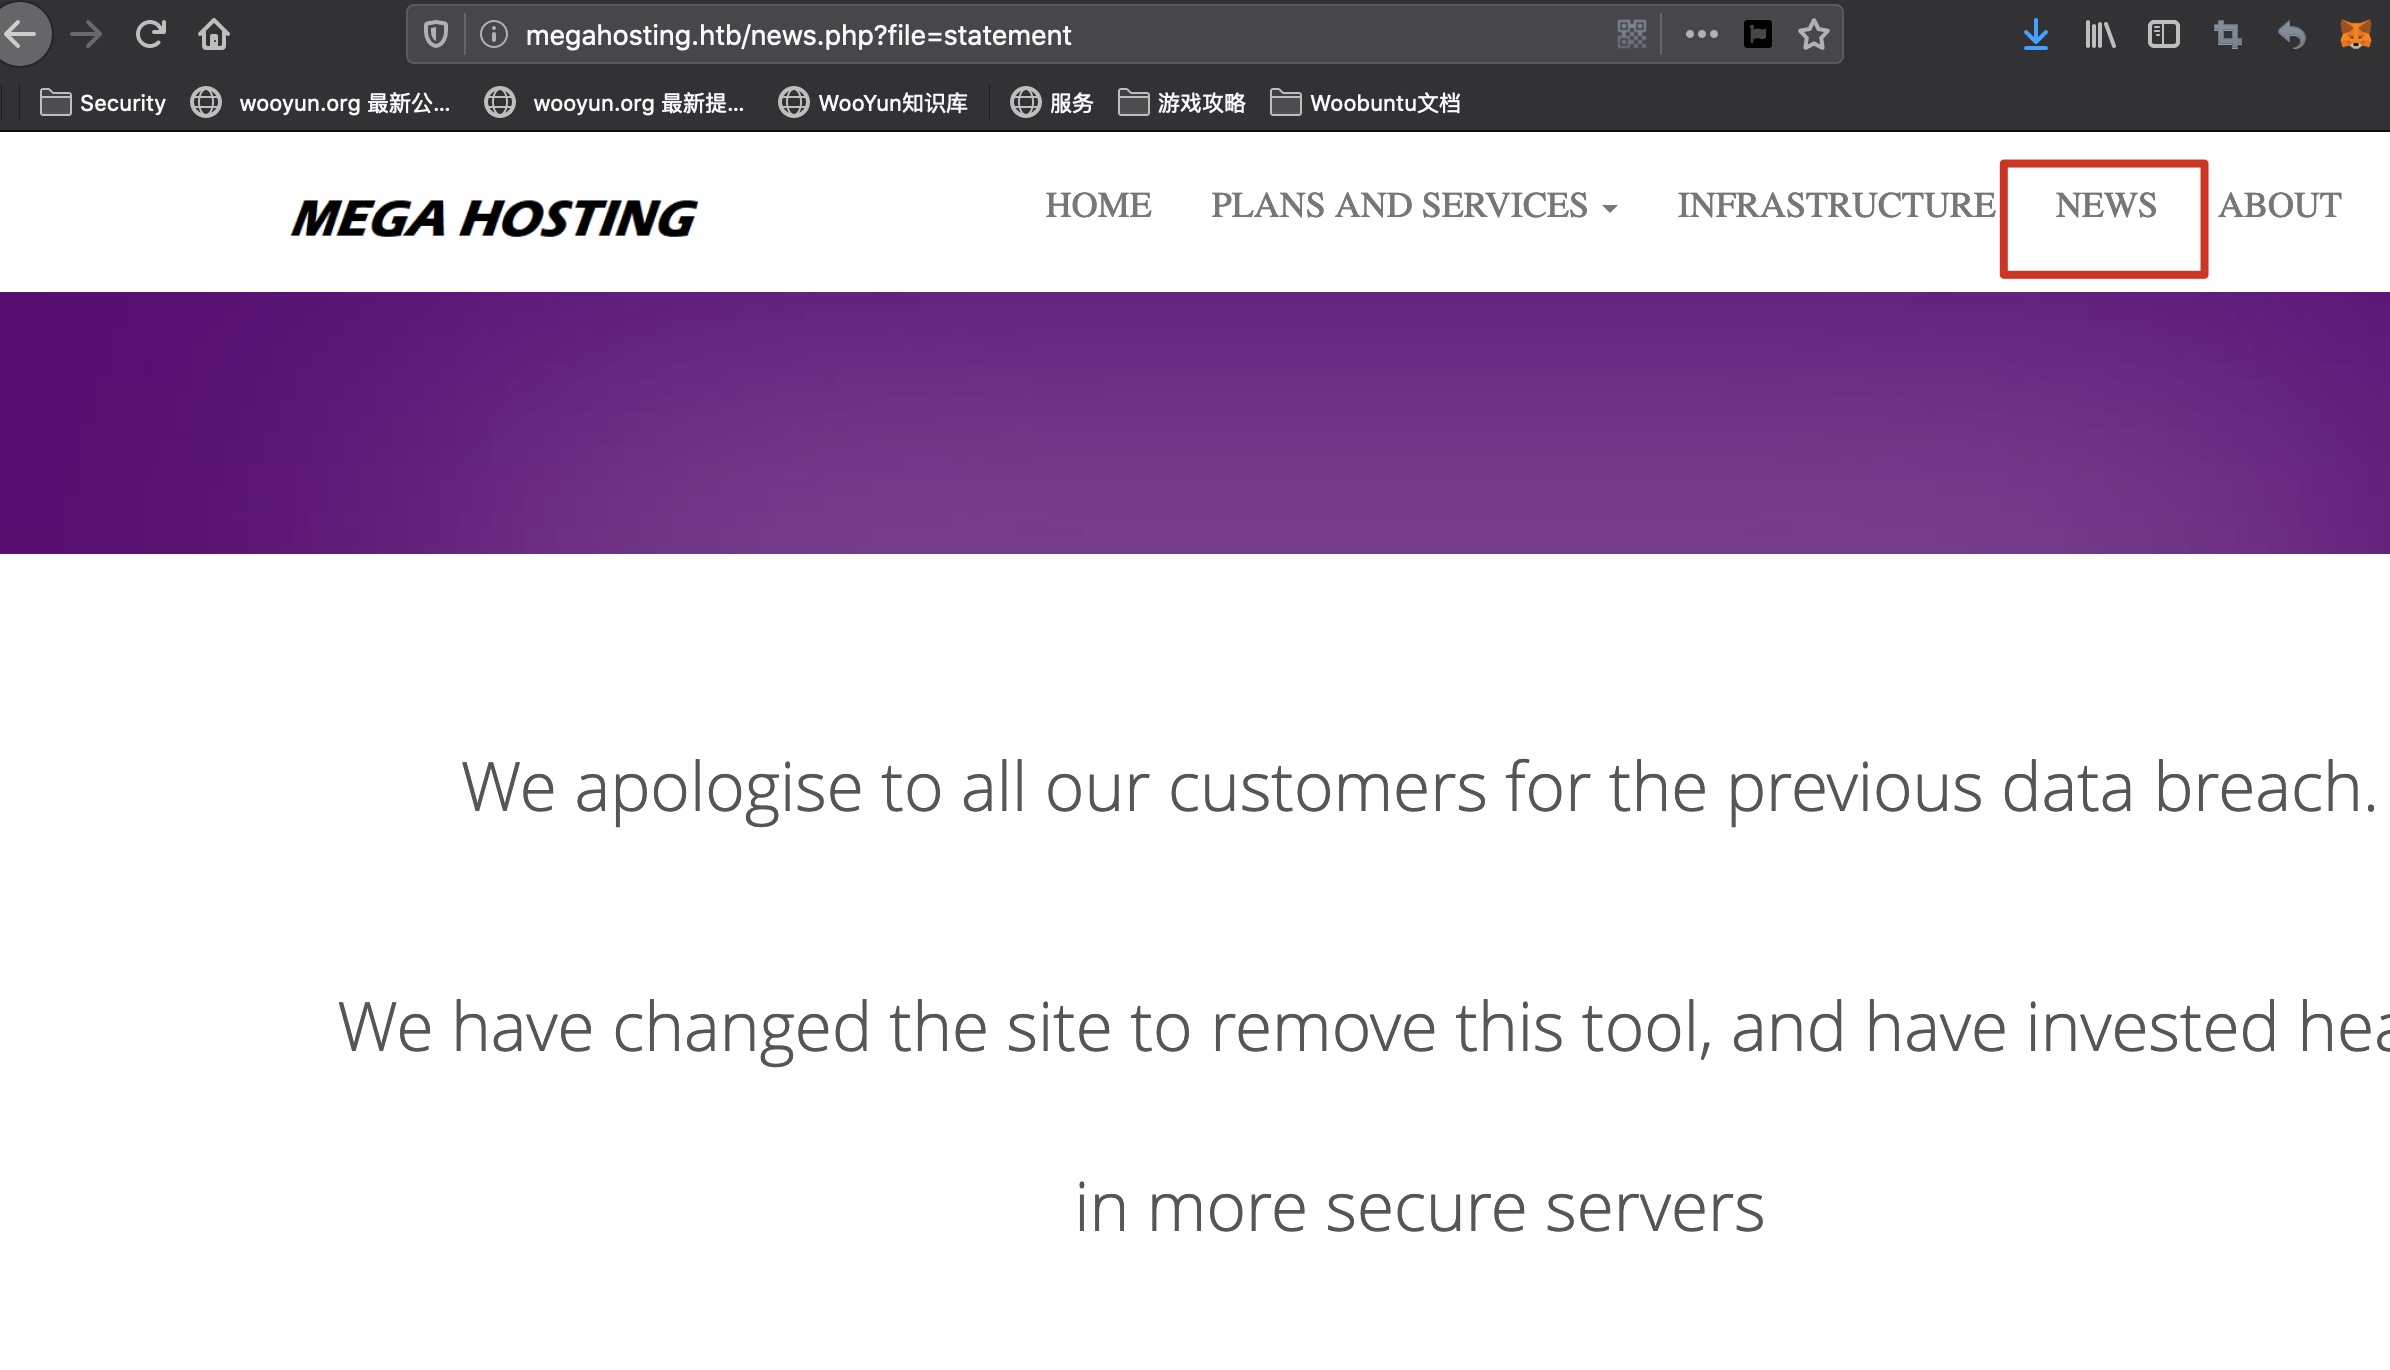 megahosting.htb/news.php?file=statement
Security wooyun.org 最新公... wooyun.org 最新提... WooYun知识库 服务 游戏攻略 Woobuntu文档
MEGA HOSTING HOME PLANS AND SERVICES INFRASTRUCTURE NEWS ABOUT
We apologise to all our customers for the previous data breach.
We have changed the site to remove this tool, and have invested hea
in more secure servers